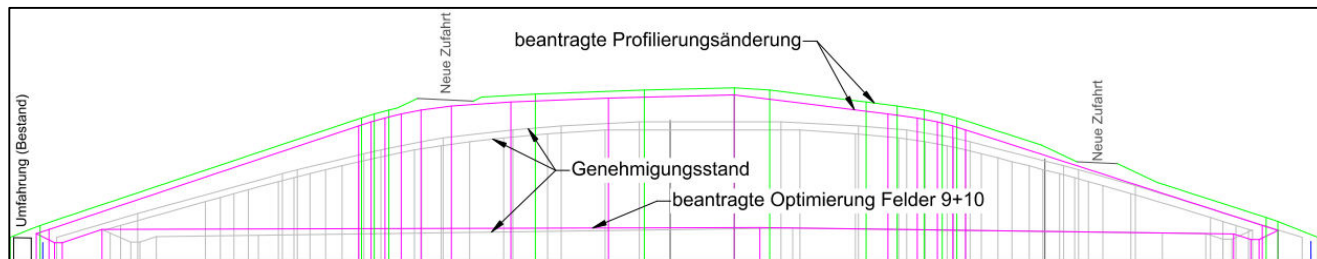 beantragte Profilierungsänderung
Neue Zufahrt
Umfahrung (Bestand)
Neue Zufahrt
Genehmigungsstand
beantragte Optimierung Felder 9+10